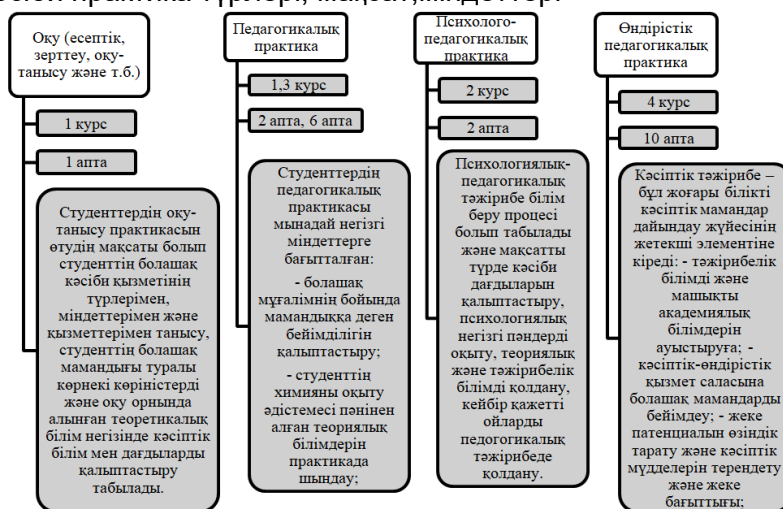 практика түрлері, мақсат,міндеттері
Оқу (есептік,
зерттеу, оқу-
танысу және т.б.)
1 курс
1 апта
Студенттердің оқу-
танысу практикасын
өтудің мақсаты болып
студенттің болашақ
кәсіби қызметінің
түрлерімен,
міндеттерімен және
қызметтерімен танысу,
студенттің болашақ
мамандығы туралы
көрнекі көріністерді
және оқу орнында
алынған теоретикалық
білім негізінде кәсіптік
білім мен дағдыларды
қалыптастыру
табылады.
Педагогикалық
практика
1,3 курс
2 апта, 6 апта
Студенттердің
педагогикалық
практикасы
мынадай негізгі
міндеттерге
бағытталған:
- болашақ
мұғалімнің бойында
мамандыққа деген
бейімділігін
қалыптастыру;
- студенттің
химияны оқыту
әдістемесі пәнінен
алған теориялық
білімдерін
практикада
шыңдау;
Психолого-
педагогикалық
практика
2 курс
2 апта
Психологиялық-
педагогикалық
тәжірибе білім
беру процесі
болып табылады
және мақсатты
түрде кәсіби
дағдыларын
қалыптастыру,
психологиялық
негізгі пәндерді
оқыту, теориялық
және тәжірибелік
білімді қолдану,
кейбір қажетті
ойларды
педогогикалық
тәжірибеде
қолдану.
Өндірістік
педагогикалық
практика
4 курс
10 апта
Кәсіптік тәжірибе –
бұл жоғары білікті
кәсіптік мамандар
дайындау жүйесінің
жетекші элементіне
кіреді: - тәжірибелік
білімді және
машықты
академиялық
білімдерін
ауыстыруға; -
кәсіптік-өндірістік
қызмет саласына
болашақ мамандарды
бейімдеу; - жеке
патенциалын өзіндік
тарату және кәсіптік
мүдделерін терендету
және жеке
бағыттығы;